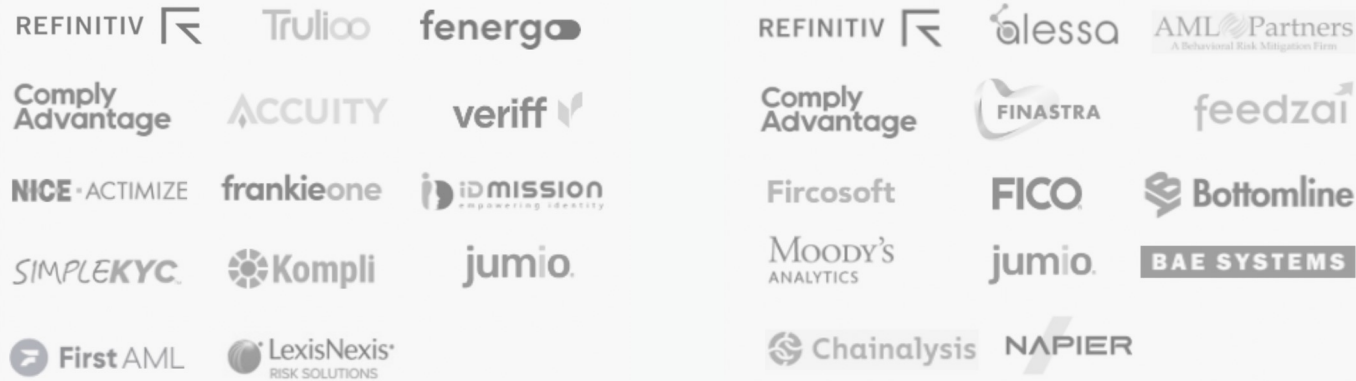 REFINITIV
Trulioo
fenergo
Comply
Advantage
ACCUITY
veriff
NICE · ACTIMIZE
frankieone
iDmission
empowering identity
SIMPLEKYC
Kompli
jumio.
First AML
LexisNexis
RISK SOLUTIONS
REFINITIV
alessa
AML Partners
A Behavioral Risk Mitigation Firm
Comply
Advantage
FINASTRA
feedzai
Fircosoft
FICO
Bottomline
MOODY'S
ANALYTICS
jumio.
BAE SYSTEMS
Chainalysis
NAPIER